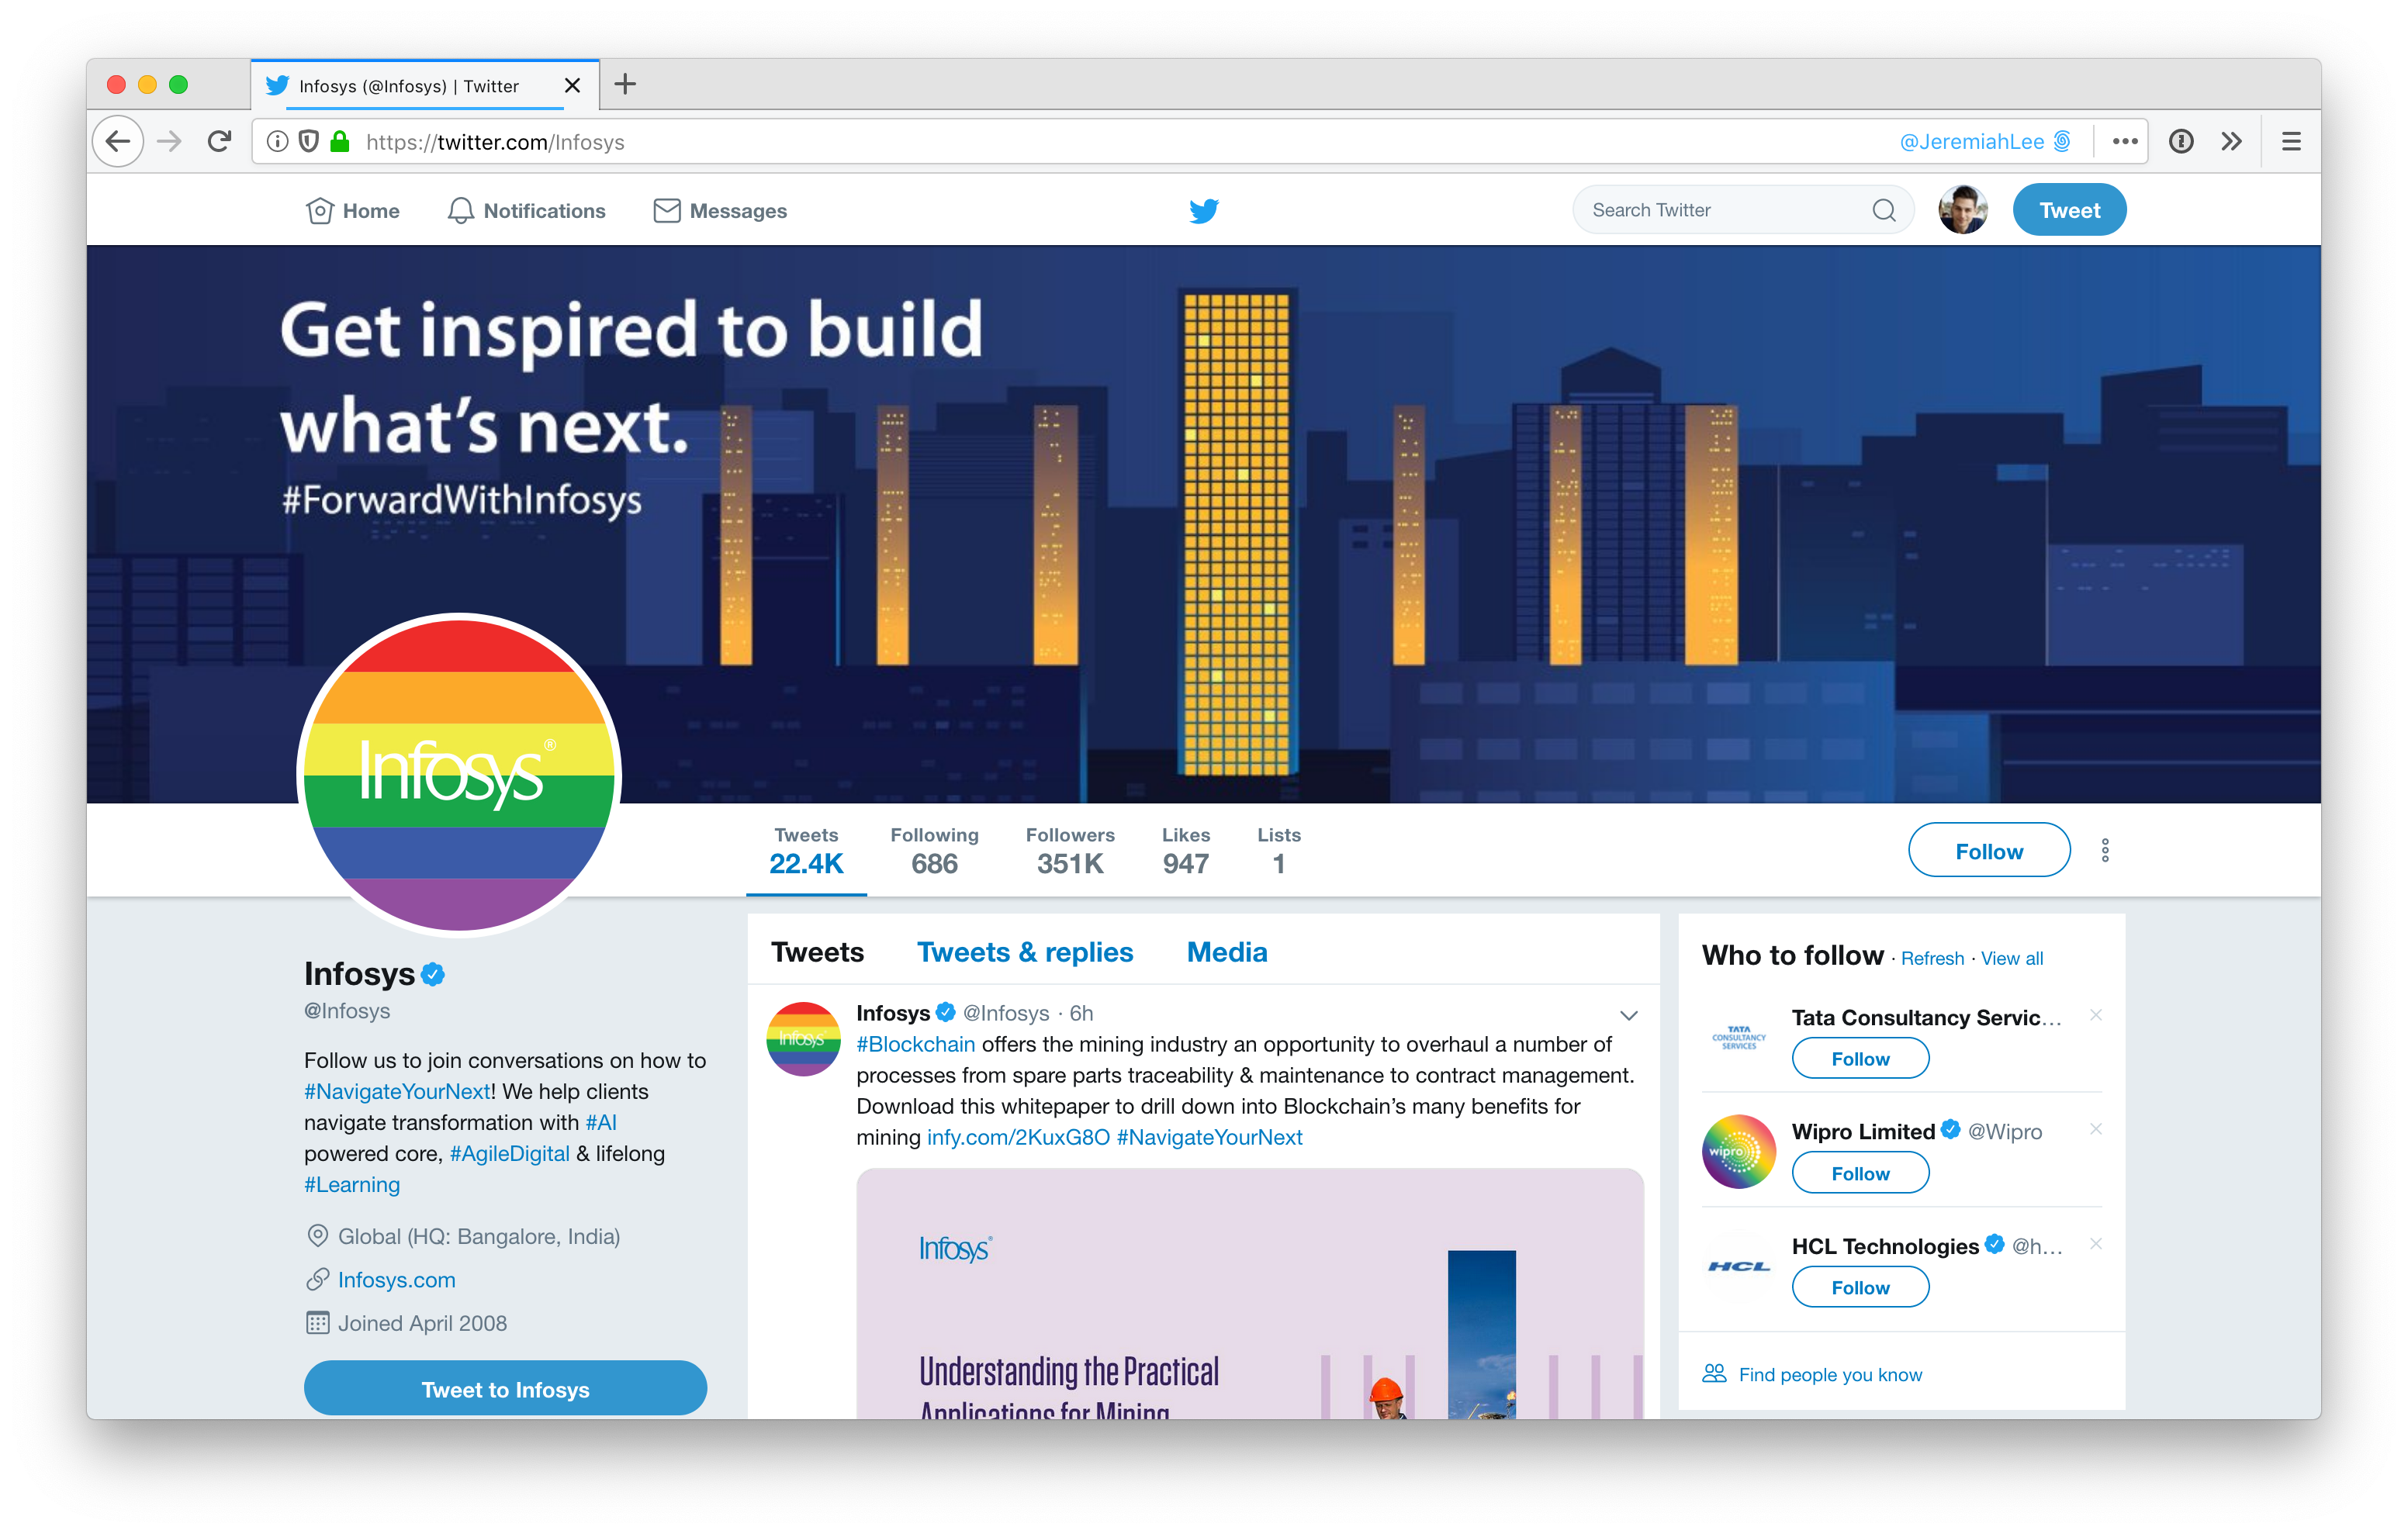 Infosys (@Infosys) | Twitter
https://twitter.com/Infosys
@JeremiahLee
Home
Notifications
Messages
Search Twitter
Tweet
Get inspired to build
what's next.
#ForwardWithInfosys
Infosys®
Tweets
22.4K
Following
686
Followers
351K
Likes
947
Lists
1
Follow
Infosys
@Infosys
Follow us to join conversations on how to
#NavigateYourNext! We help clients
navigate transformation with #AI
powered core, #AgileDigital & lifelong
#Learning
Global (HQ: Bangalore, India)
Infosys.com
Joined April 2008
Tweet to Infosys
Tweets
Tweets & replies
Media
Infosys
Infosys @Infosys · 6h
#Blockchain offers the mining industry an opportunity to overhaul a number of
processes from spare parts traceability & maintenance to contract management.
Download this whitepaper to drill down into Blockchain's many benefits for
mining infy.com/2KuxG8O #NavigateYourNext
Infosys®
Understanding the Practical
Applications for Mining
Who to follow · Refresh · View all
TATA
CONSULTANCY
SERVICES
Tata Consultancy Servic...
Follow
wipro
Wipro Limited @Wipro
Follow
HCL
HCL Technologies @h...
Follow
Find people you know